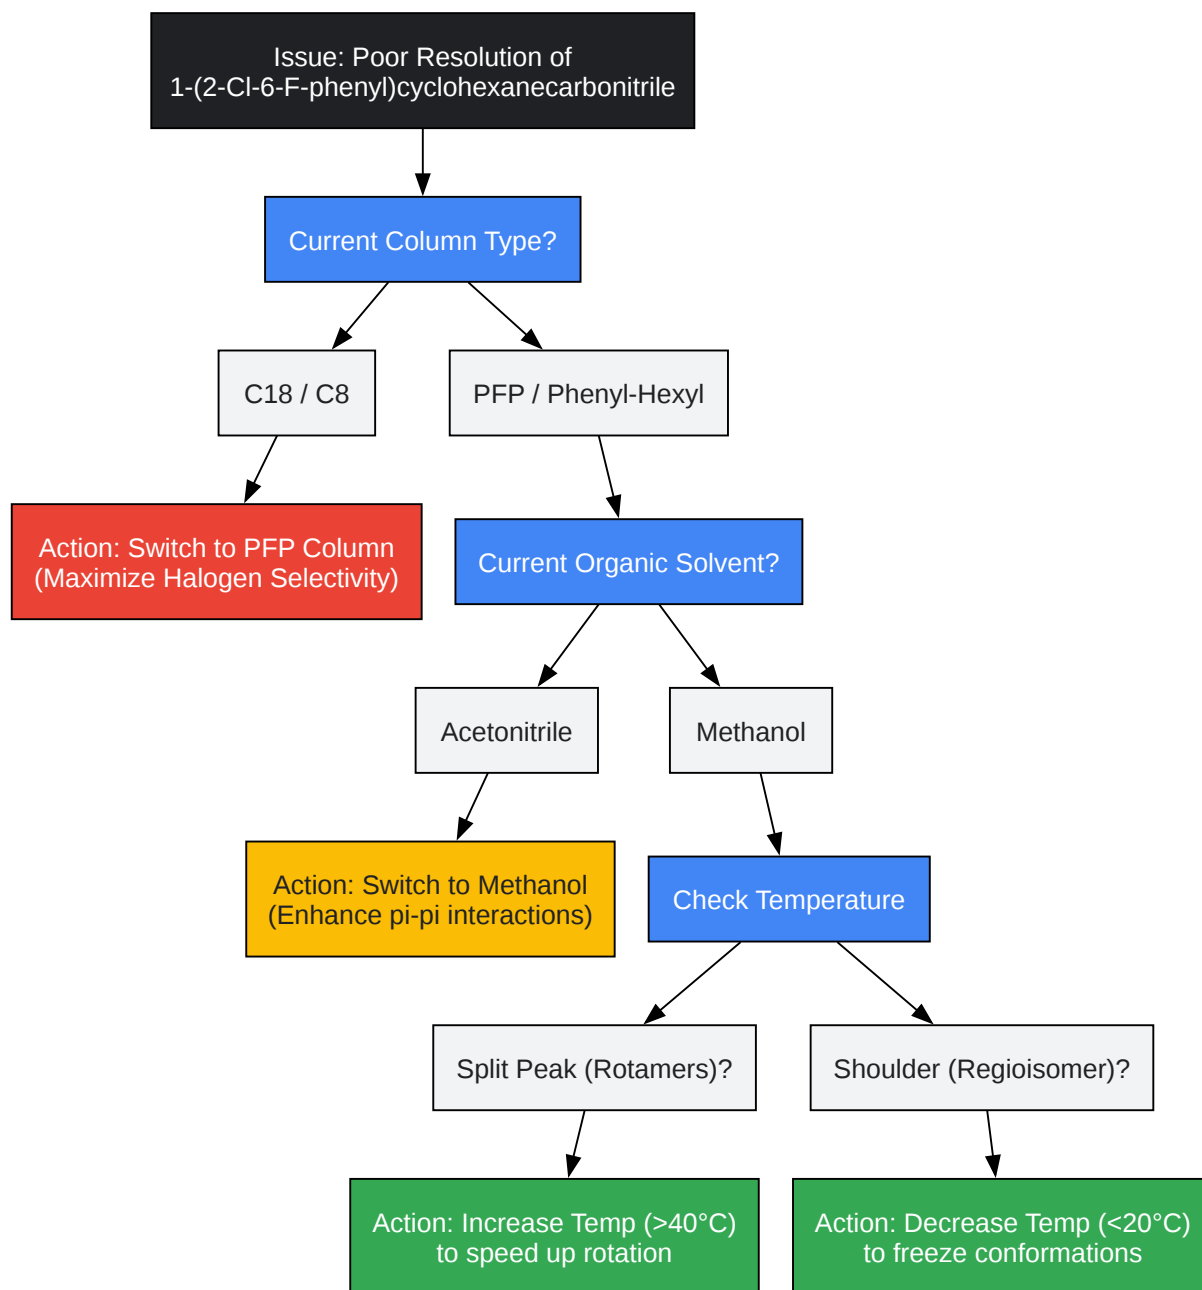 Issue: Poor Resolution of
1-(2-Cl-6-F-phenyl)cyclohexanecarbonitrile
Current Column Type?
C18 / C8
PFP / Phenyl-Hexyl
Action: Switch to PFP Column
(Maximize Halogen Selectivity)
Current Organic Solvent?
Acetonitrile
Methanol
Action: Switch to Methanol
(Enhance pi-pi interactions)
Check Temperature
Split Peak (Rotamers)?
Shoulder (Regioisomer)?
Action: Increase Temp (>40°C)
to speed up rotation
Action: Decrease Temp (<20°C)
to freeze conformations